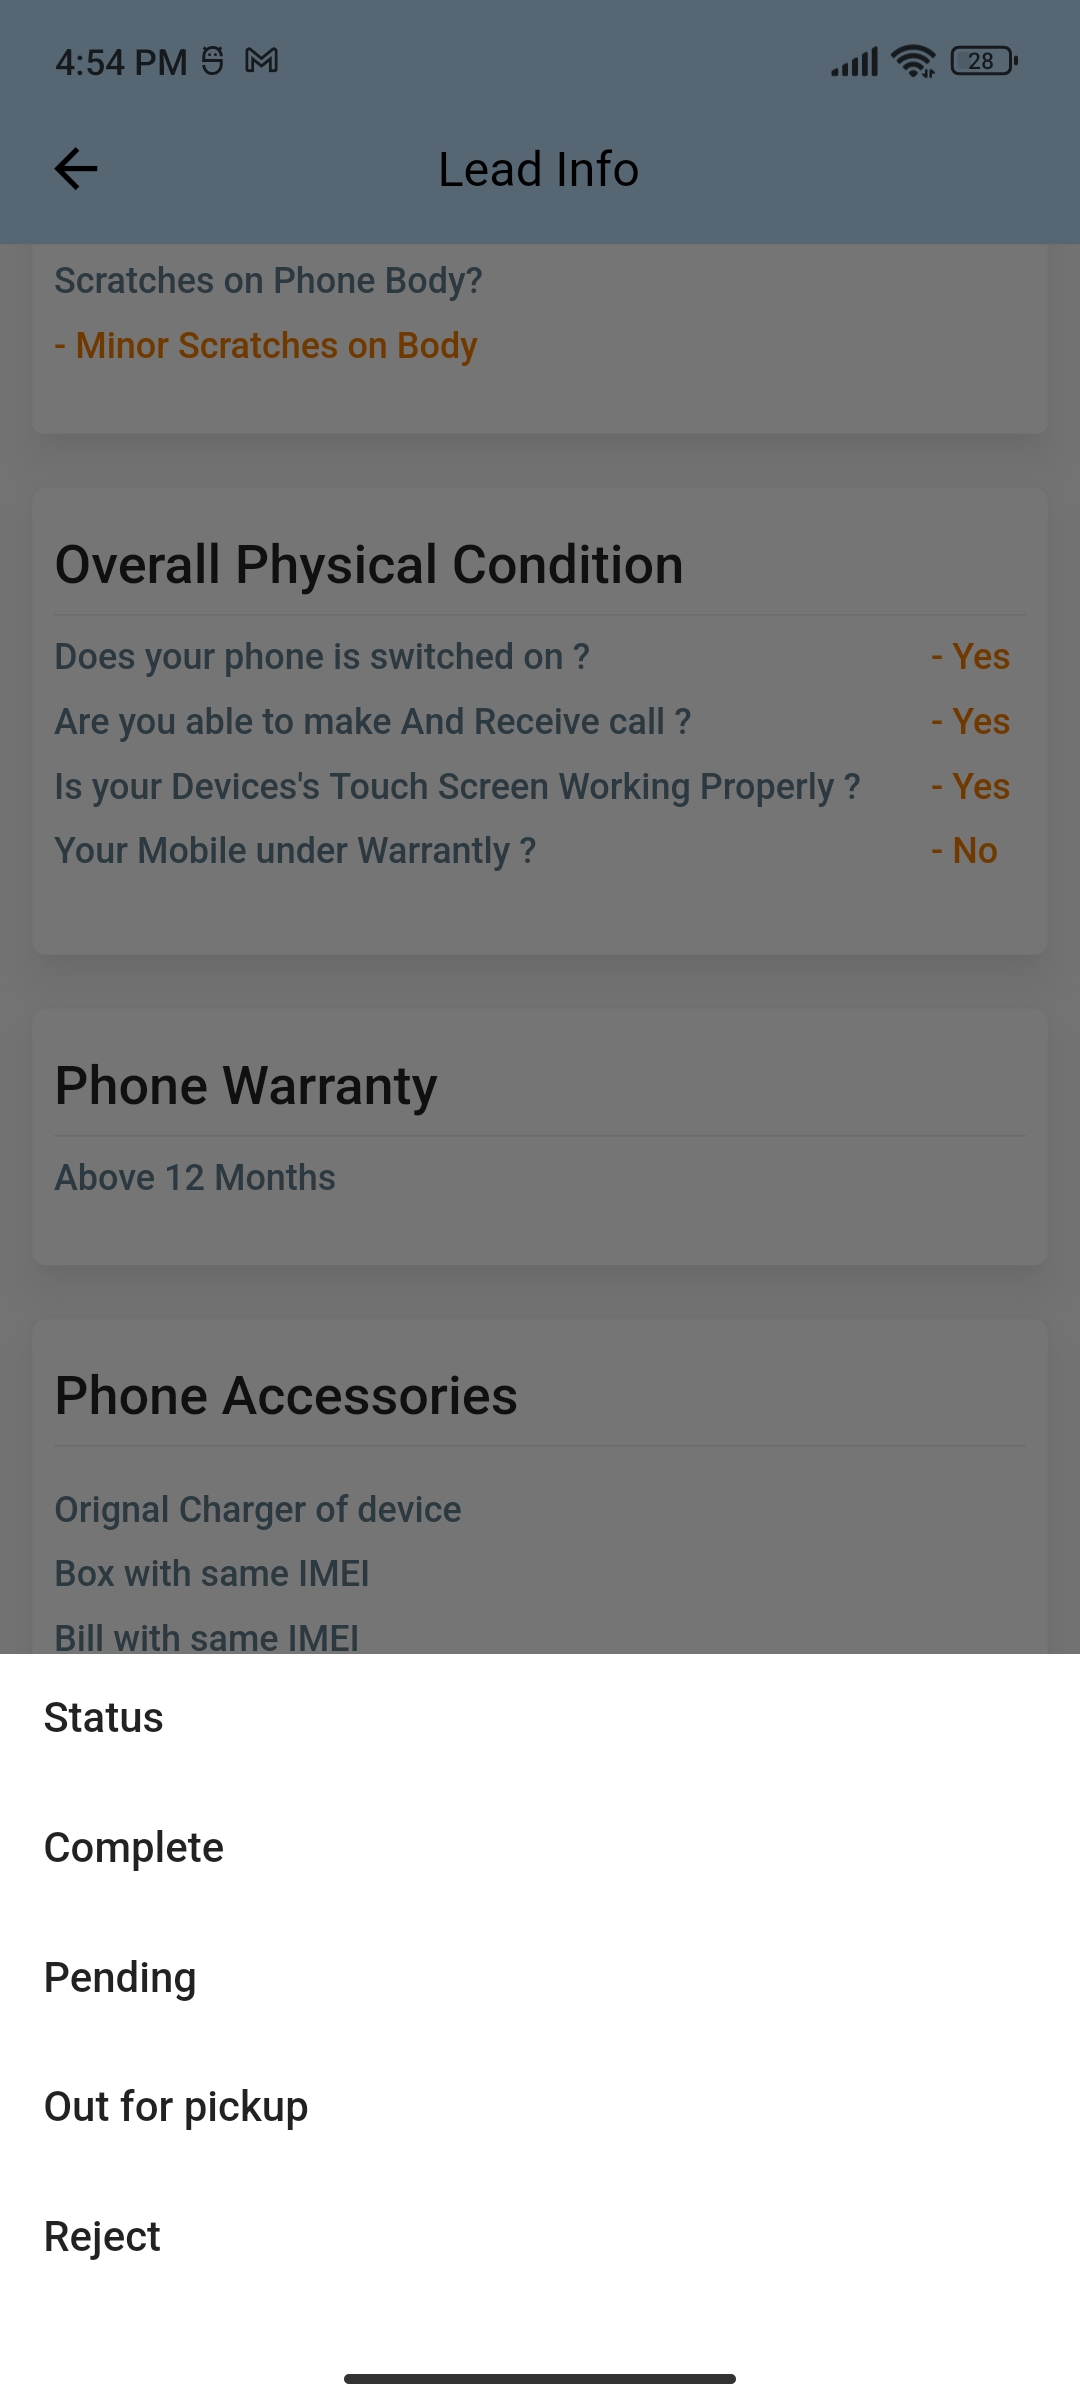 4:54 PM
28
Lead Info
Scratches on Phone Body?
- Minor Scratches on Body
Overall Physical Condition
Does your phone is switched on ? - Yes
Are you able to make And Receive call ? - Yes
Is your Devices's Touch Screen Working Properly ? - Yes
Your Mobile under Warrantly ? - No
Phone Warranty
Above 12 Months
Phone Accessories
Orignal Charger of device
Box with same IMEI
Bill with same IMEI
Status
Complete
Pending
Out for pickup
Reject